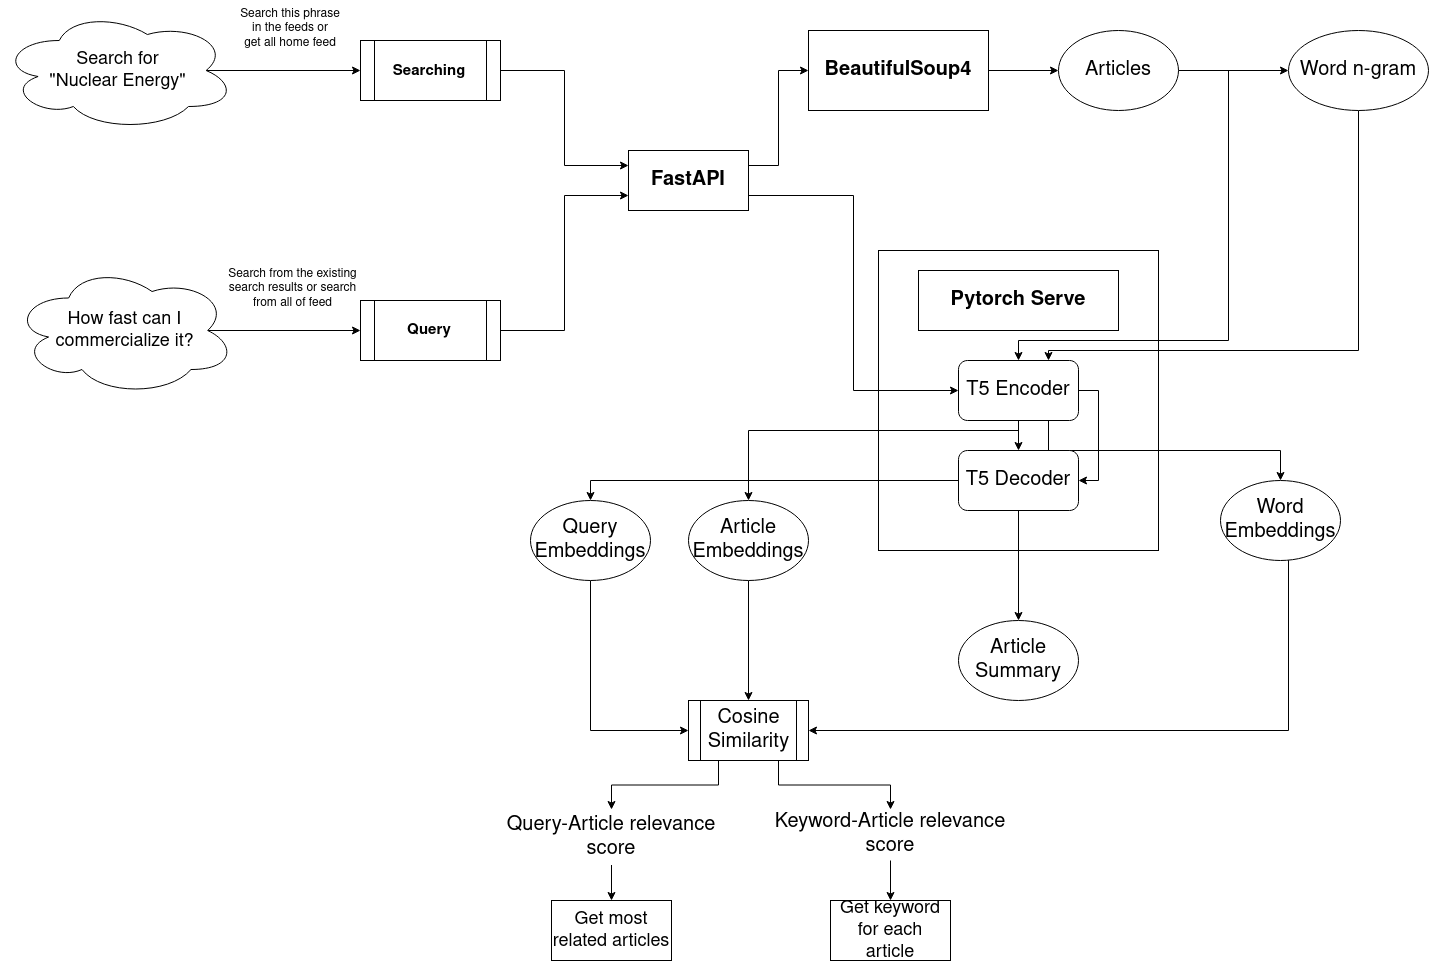 Search this phrase
in the feeds or
get all home feed
Search for
"Nuclear Energy"
Searching
BeautifulSoup4
Articles
Word n-gram
FastAPI
Search from the existing
search results or search
from all of feed
How fast can I
commercialize it?
Query
Pytorch Serve
T5 Encoder
T5 Decoder
Query
Embeddings
Article
Embeddings
Word
Embeddings
Article
Summary
Cosine
Similarity
Query-Article relevance
score
Keyword-Article relevance
score
Get most
related articles
Get keyword
for each
article